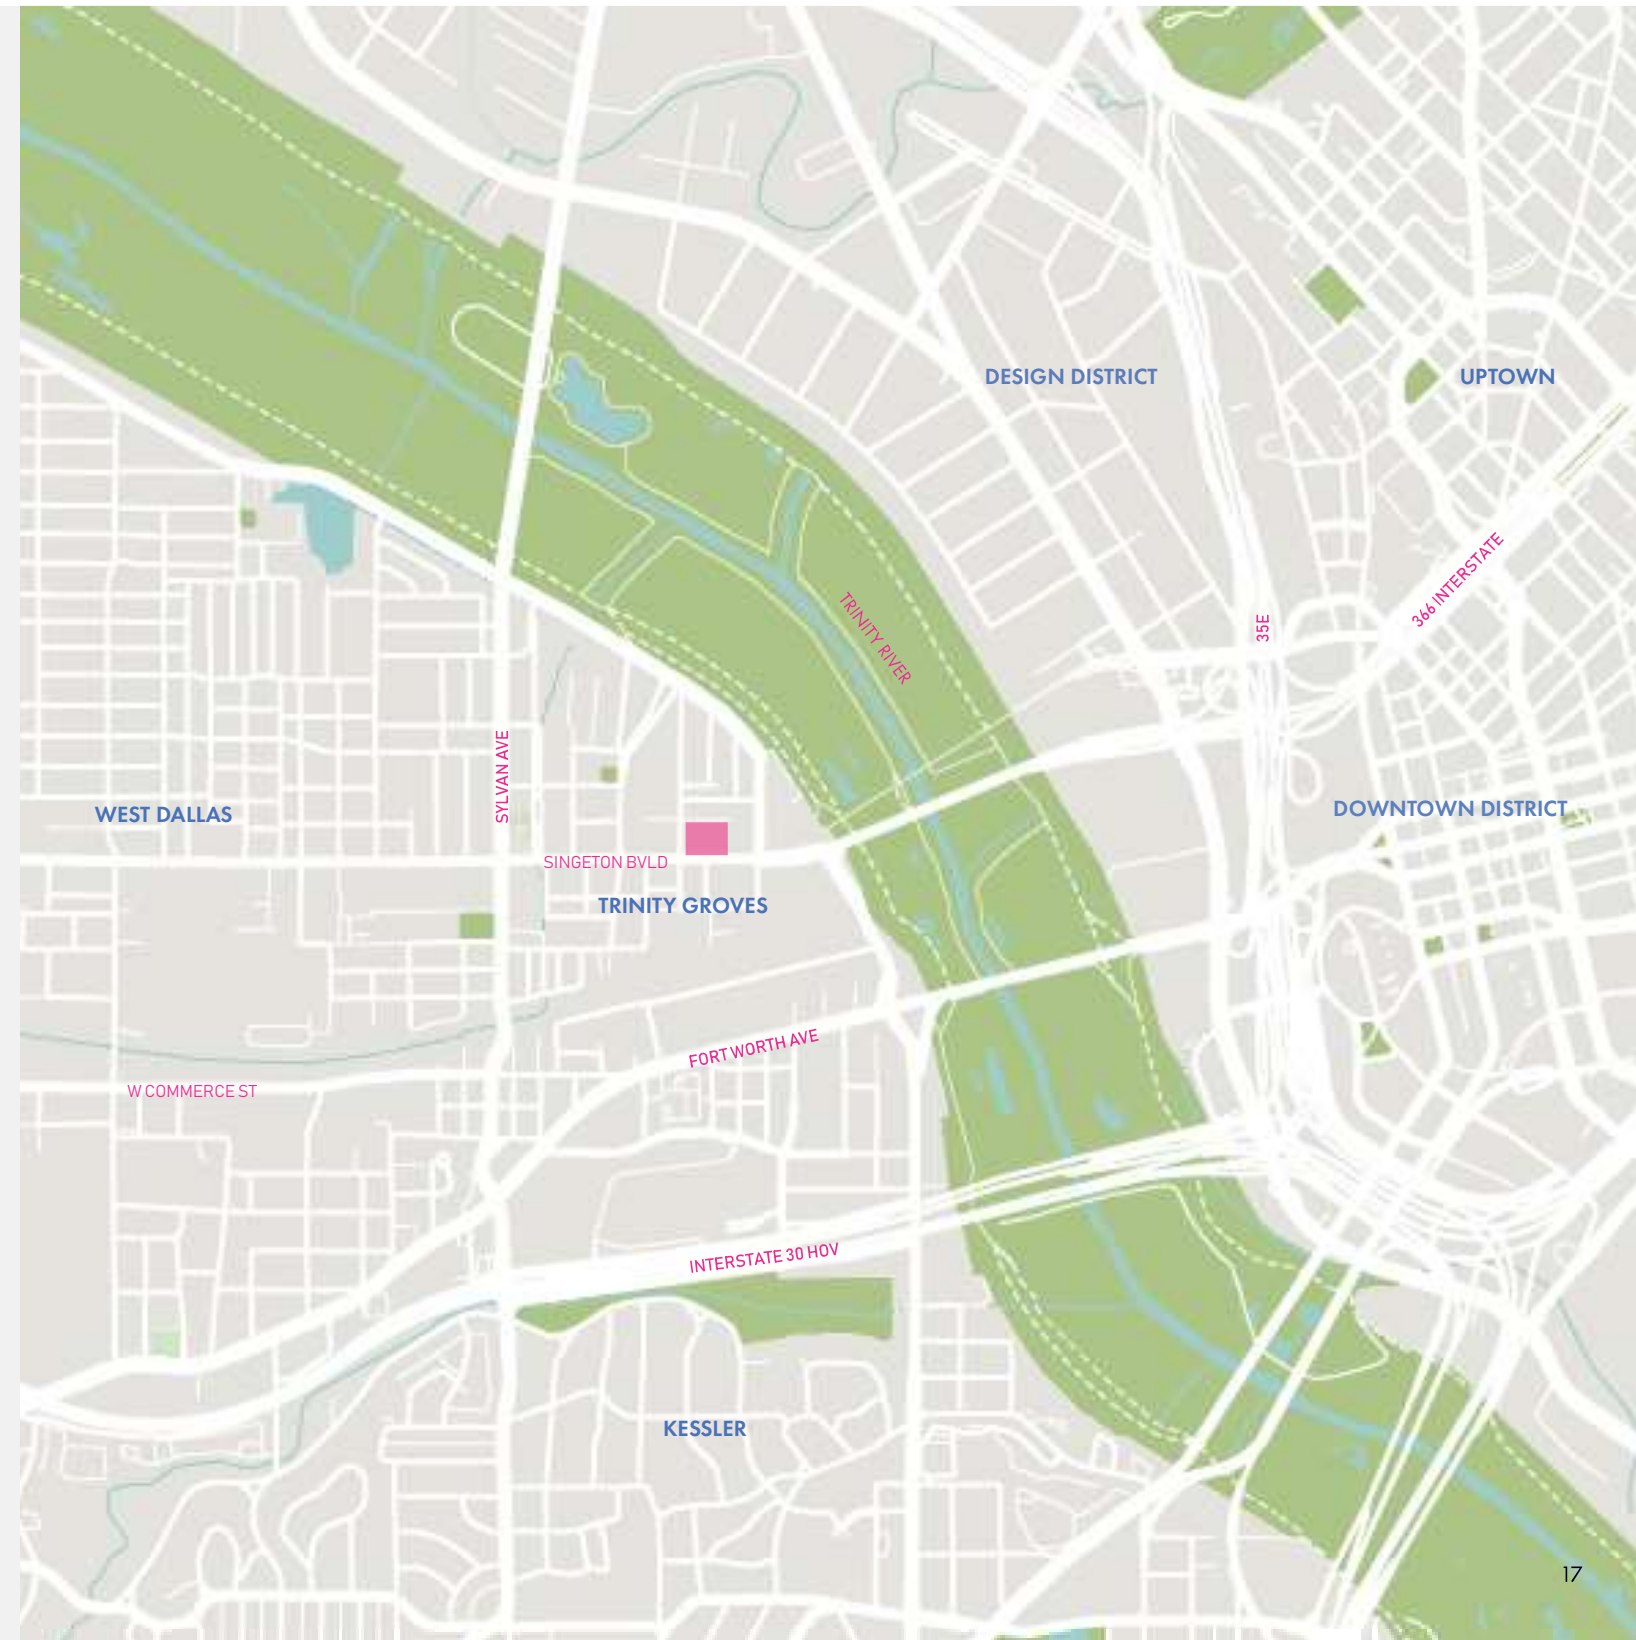 DESIGN DISTRICT
UPTOWN
366 INTERSTATE
35E
TRINITY RIVER
SYLVAN AVE
WEST DALLAS
DOWNTOWN DISTRICT
SINGETON BVLD
TRINITY GROVES
FORT WORTH AVE
W COMMERCE ST
INTERSTATE 30 HOV
KESSLER
17